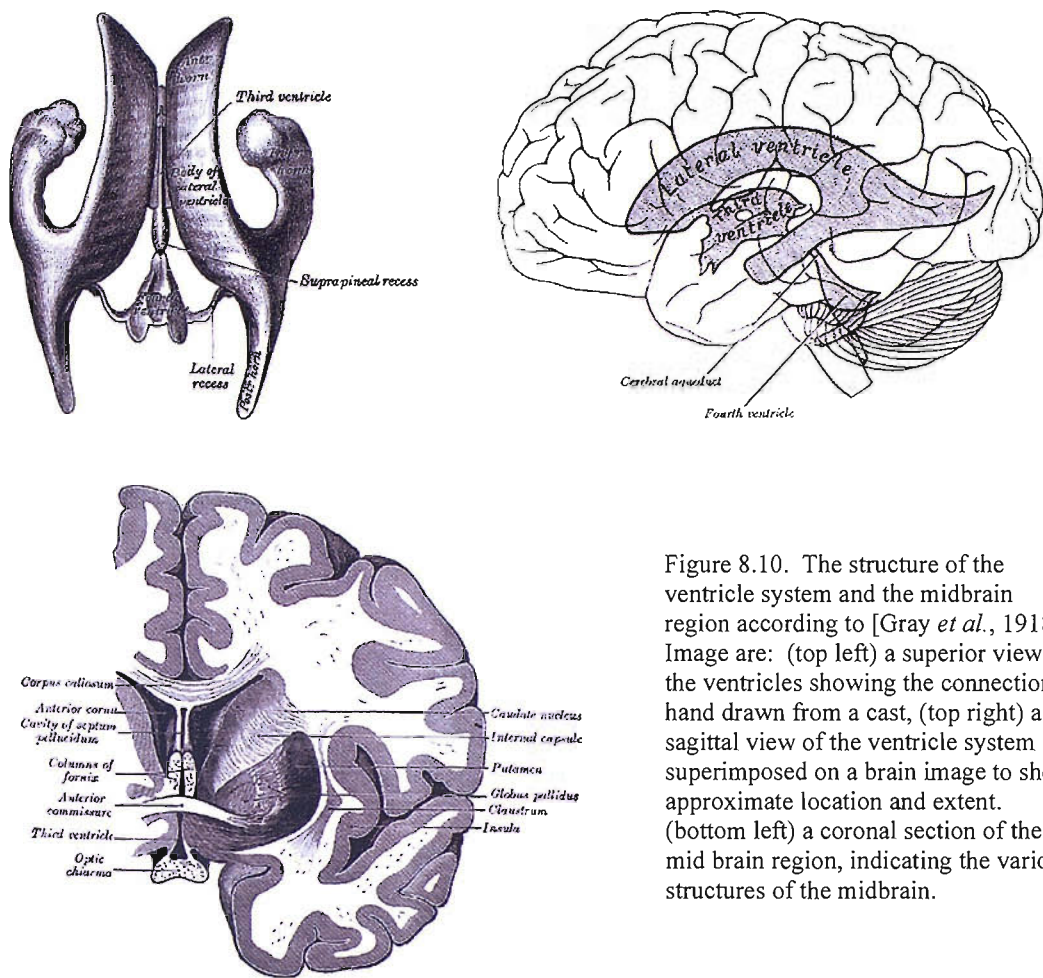 horn
Third ventricle
Body of
lateral
ventricle
Suprapineal recess
Lateral
recess
Postr horn
Lateral ventricle
Third
ventricle
Cerebral aqueduct
Fourth ventricle
Corpus callosum
Anterior cornu
Cavity of septum
pellucidum
Columns of
fornix
Anterior
commissure
Third ventricle
Optic
chiasma
Caudate nucleus
Internal capsule
Putamen
Globus pallidus
Claustrum
Insula
Figure 8.10. The structure of the
ventricle system and the midbrain
region according to [Gray et al., 191
Image are: (top left) a superior view
the ventricles showing the connection
hand drawn from a cast, (top right) a
sagittal view of the ventricle system
superimposed on a brain image to sh
approximate location and extent.
(bottom left) a coronal section of the
mid brain region, indicating the vario
structures of the midbrain.